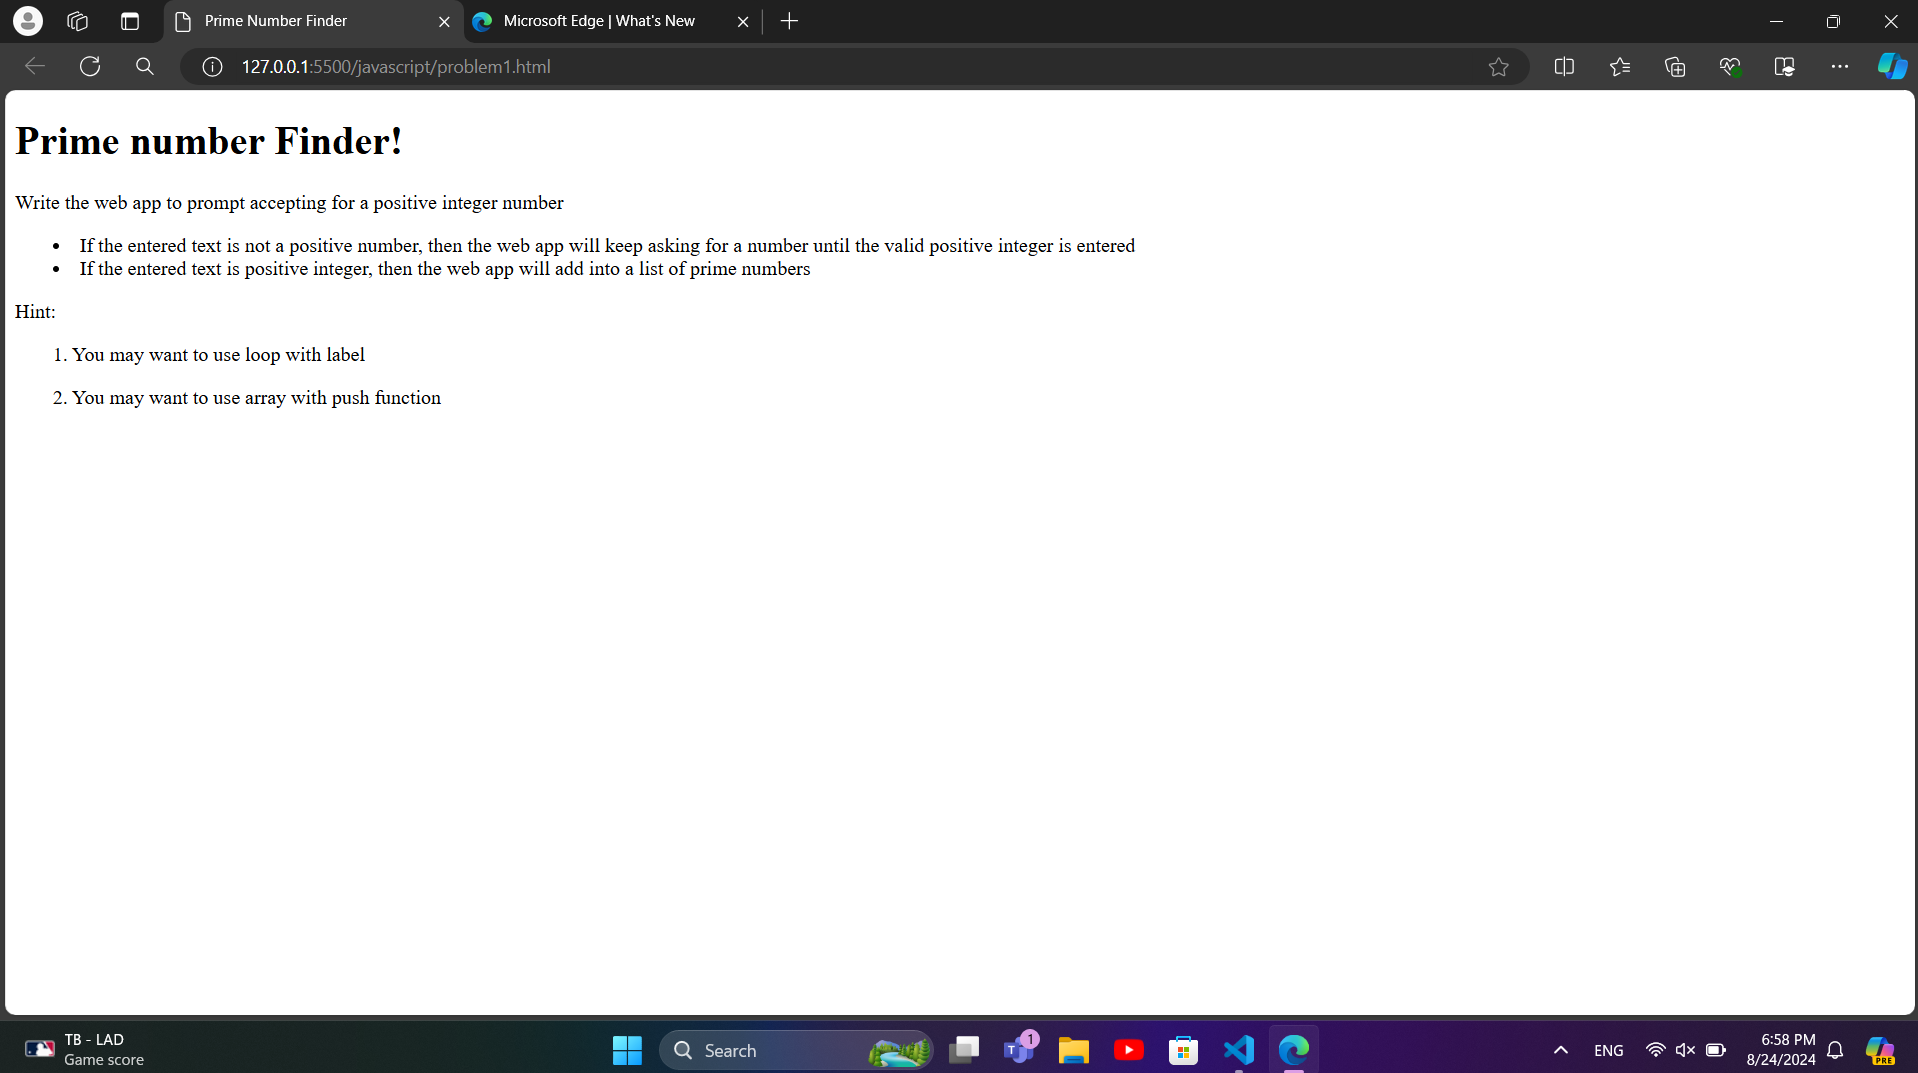 Prime Number Finder
Microsoft Edge | What's New
127.0.0.1:5500/javascript/problem1.html
Prime number Finder!
Write the web app to prompt accepting for a positive integer number
• If the entered text is not a positive number, then the web app will keep asking for a number until the valid positive integer is entered
• If the entered text is positive integer, then the web app will add into a list of prime numbers
Hint:
1. You may want to use loop with label
2. You may want to use array with push function
TB - LAD
Game score
Search
1
ENG
6:58 PM
8/24/2024
PRE